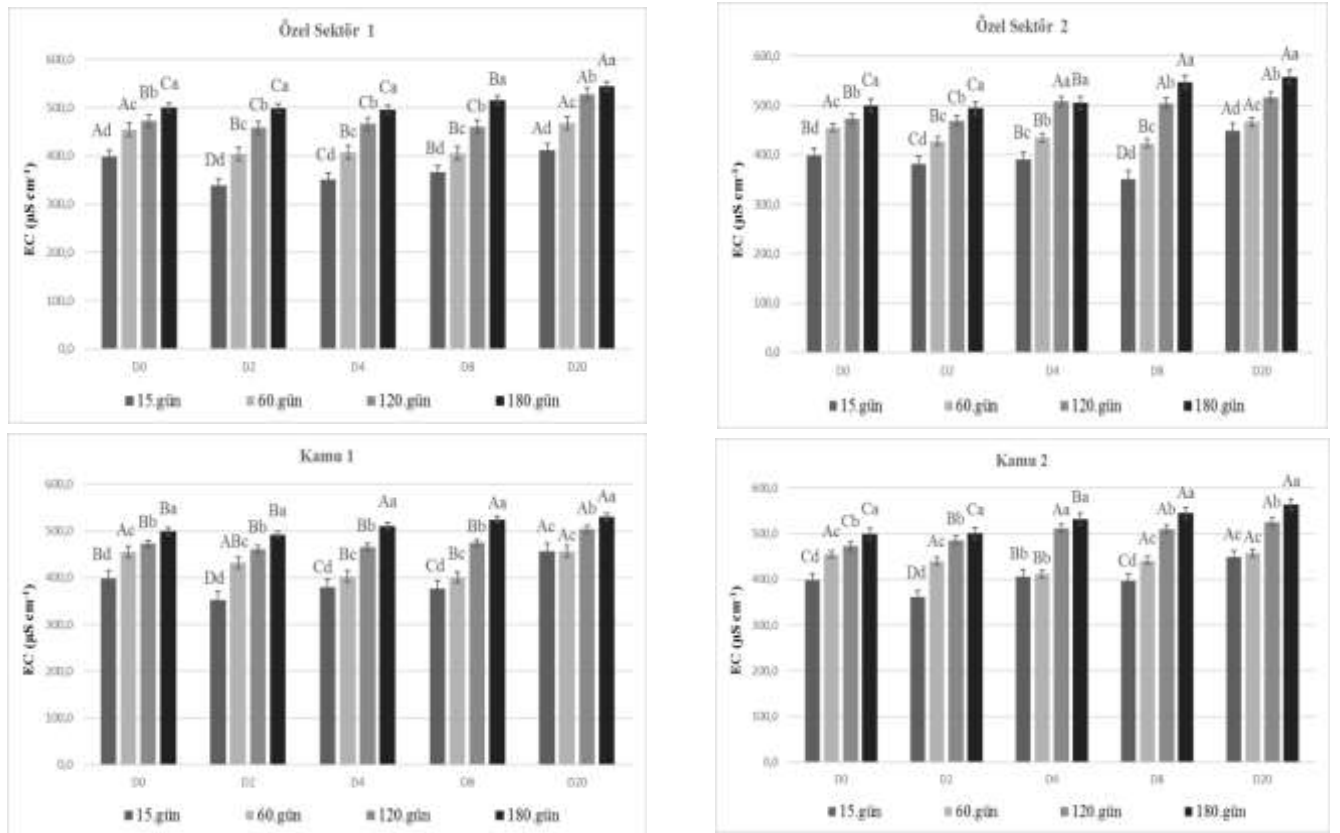 Özel Sektör 1
EC (µS cm⁻¹)
600,0
500,0
400,0
300,0
200,0
100,0
0,0
Ad Ac Bb Ca
Dd Bc Cb Ca
Cd Bc Cb Ca
Bd Bc Cb Ba
Ad Ac Ab Aa
D0 D2 D4 D8 D20
15.gün 60.gün 120.gün 180.gün
Özel Sektör 2
EC (µS cm⁻¹)
600,0
500,0
400,0
300,0
200,0
100,0
0,0
Bd Ac Bb Ca
Cd Bc Cb Ca
Bc Bb Aa Ba
Dd Bc Ab Aa
Ad Ac Ab Aa
D0 D2 D4 D8 D20
15.gün 60.gün 120.gün 180.gün
Kamu 1
EC (µS cm⁻¹)
600,0
500,0
400,0
300,0
200,0
100,0
0,0
Bd Ac Bb Ba
Dd ABc Bb Ba
Cd Bc Bb Aa
Cd Bc Bb Aa
Ac Ac Ab Aa
D0 D2 D4 D8 D20
15.gün 60.gün 120.gün 180.gün
Kamu 2
EC (µS cm⁻¹)
600,0
500,0
400,0
300,0
200,0
100,0
0,0
Cd Ac Cb Ca
Dd Ac Bb Ca
Bb Bb Aa Ba
Cd Ac Ab Aa
Ac Ac Ab Aa
D0 D2 D4 D8 D20
15.gün 60.gün 120.gün 180.gün